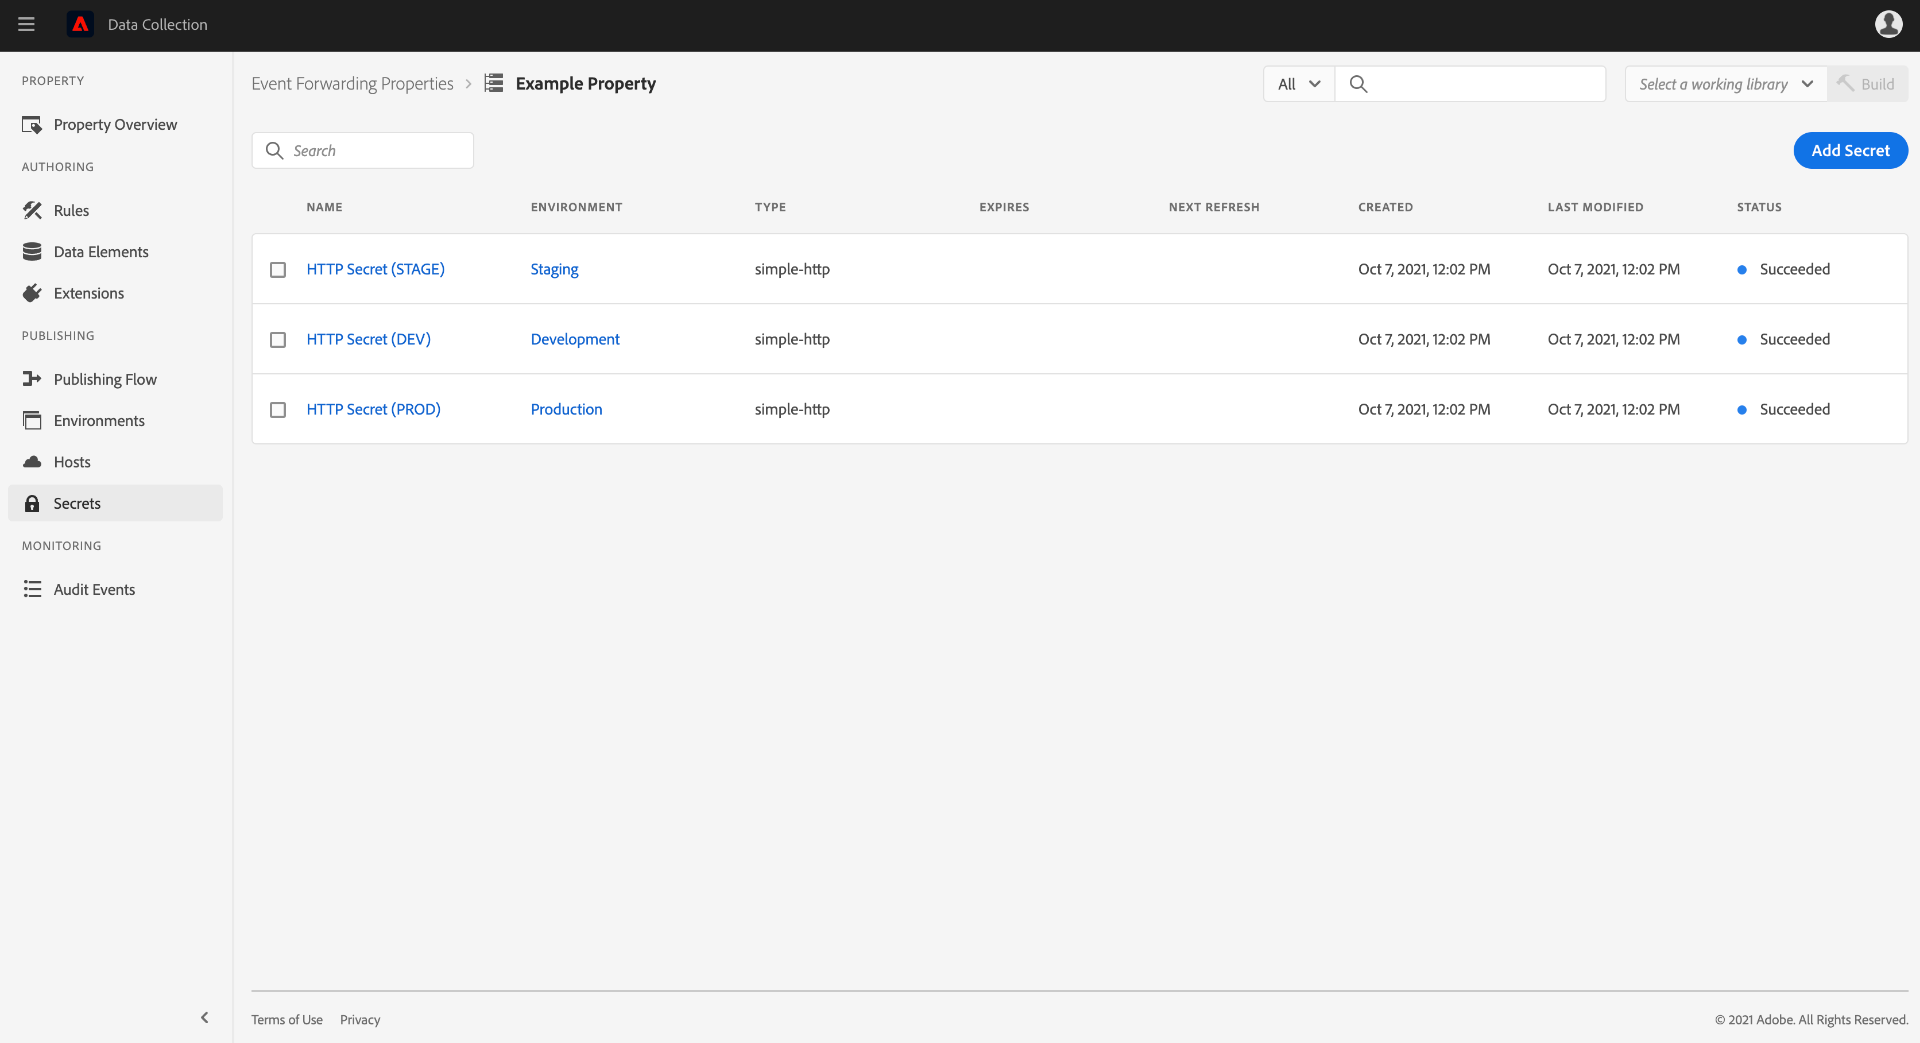 Data Collection
PROPERTY
Property Overview
AUTHORING
Rules
Data Elements
Extensions
PUBLISHING
Publishing Flow
Environments
Hosts
Secrets
MONITORING
Audit Events
Event Forwarding Properties > Example Property
All
Select a working library
Build
Search
Add Secret
NAME ENVIRONMENT TYPE EXPIRES NEXT REFRESH CREATED LAST MODIFIED STATUS
HTTP Secret (STAGE) Staging simple-http Oct 7, 2021, 12:02 PM Oct 7, 2021, 12:02 PM Succeeded
HTTP Secret (DEV) Development simple-http Oct 7, 2021, 12:02 PM Oct 7, 2021, 12:02 PM Succeeded
HTTP Secret (PROD) Production simple-http Oct 7, 2021, 12:02 PM Oct 7, 2021, 12:02 PM Succeeded
Terms of Use Privacy
© 2021 Adobe. All Rights Reserved.